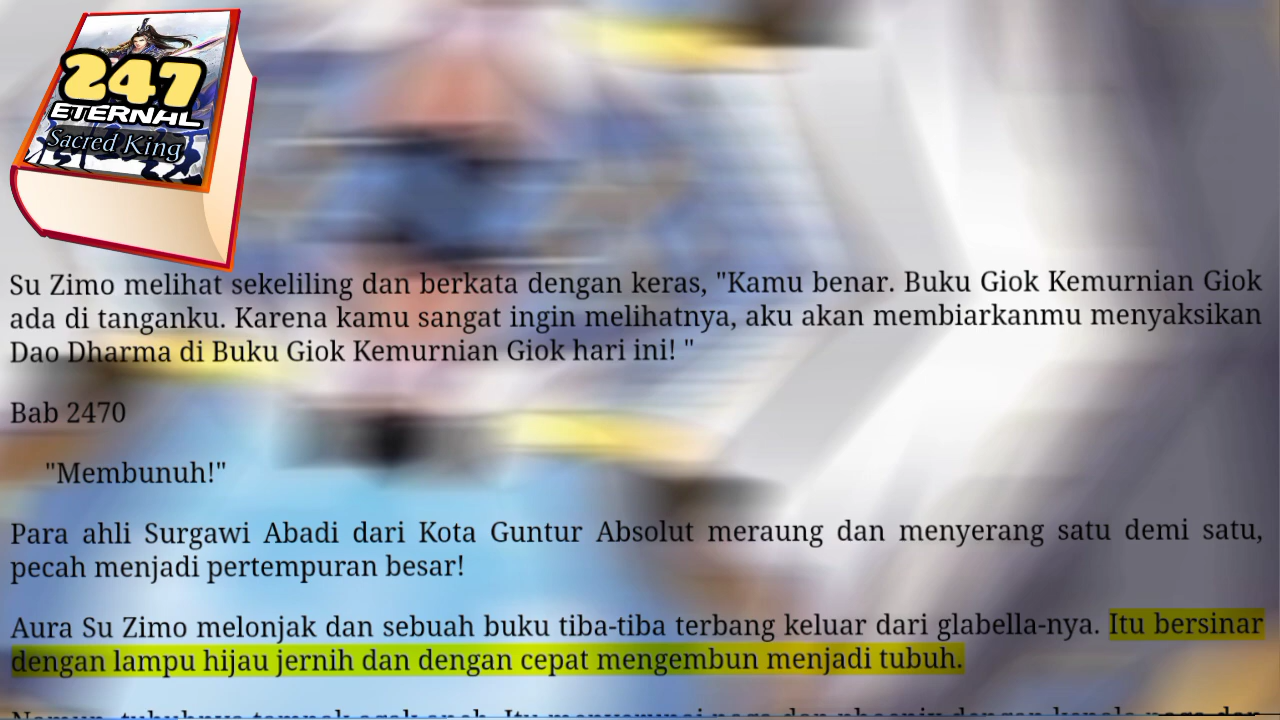 247
ETERNAL
Sacred King
Su Zimo melihat sekeliling dan berkata dengan keras, "Kamu benar. Buku Giok Kemurnian Giok
ada di tanganku. Karena kamu sangat ingin melihatnya, aku akan membiarkanmu menyaksikan
Dao Dharma di Buku Giok Kemurnian Giok hari ini! "
Bab 2470
"Membunuh!"
Para ahli Surgawi Abadi dari Kota Guntur Absolut meraung dan menyerang satu demi satu,
pecah menjadi pertempuran besar!
Aura Su Zimo melonjak dan sebuah buku tiba-tiba terbang keluar dari glabella-nya. Itu bersinar
dengan lampu hijau jernih dan dengan cepat mengembun menjadi tubuh.